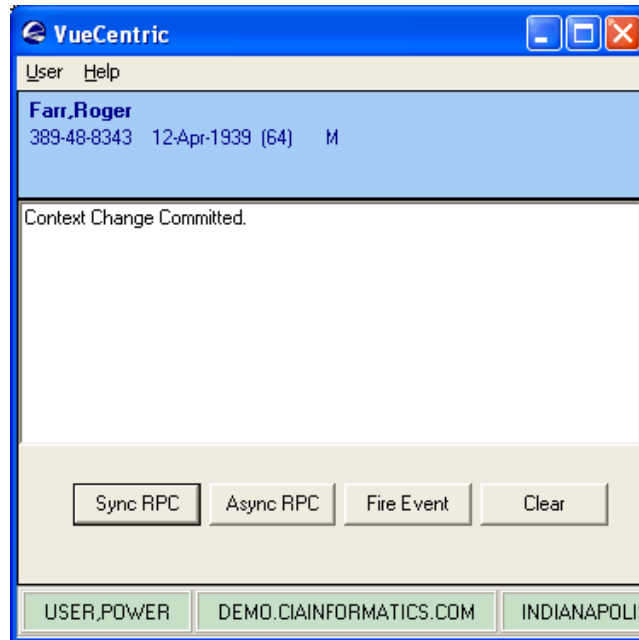 VueCentric
User Help
Farr,Roger
389-48-8343 12-Apr-1939 (64) M
Context Change Committed.
Sync RPC Async RPC Fire Event Clear
USER,POWER DEMO.CIAINFORMATICS.COM INDIANAPOLI